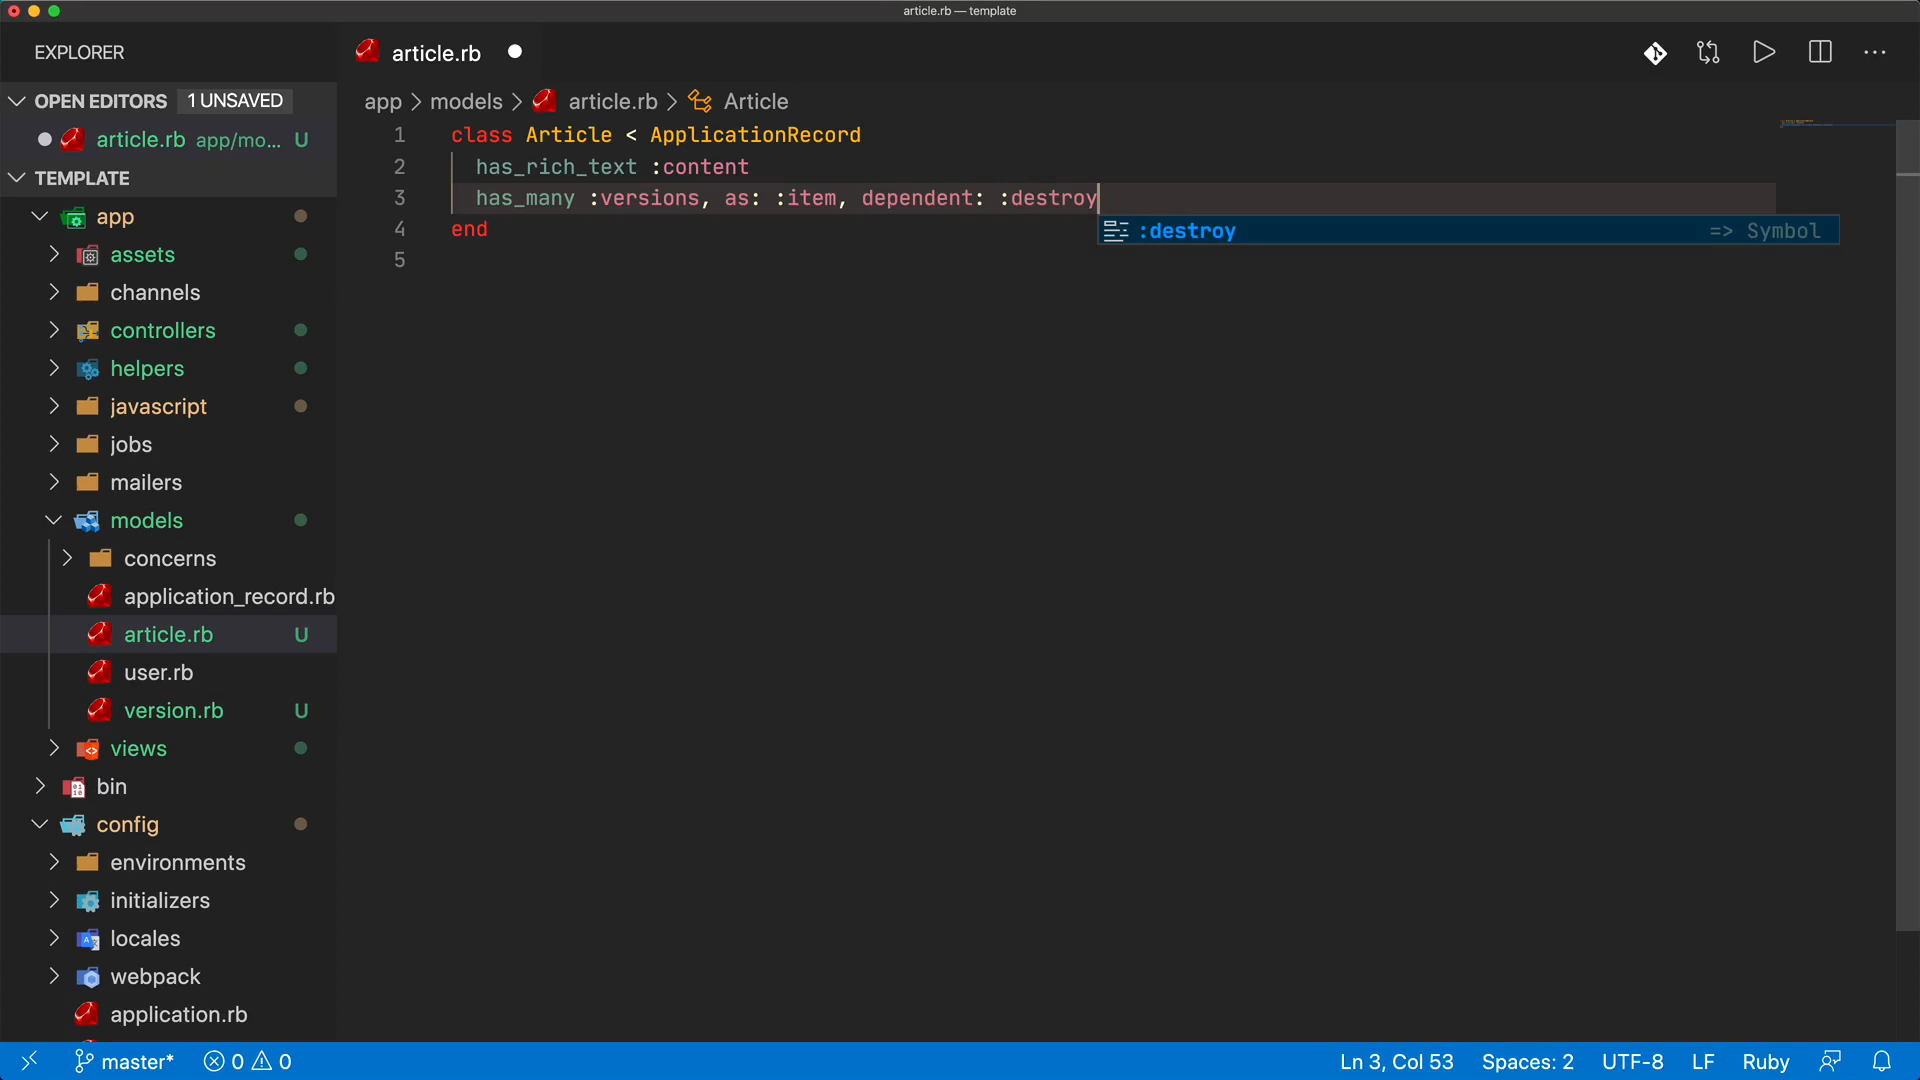 article.rb — template
EXPLORER
OPEN EDITORS 1 UNSAVED
article.rb app/mo... U
TEMPLATE
app
assets
channels
controllers
helpers
javascript
jobs
mailers
models
concerns
application_record.rb
article.rb U
user.rb
version.rb U
views
bin
config
environments
initializers
locales
webpack
application.rb
article.rb
app > models > article.rb > Article
1 class Article < ApplicationRecord
2 has_rich_text :content
3 has_many :versions, as: :item, dependent: :destroy
:destroy => Symbol
4 end
5
master* 0 0 Ln 3, Col 53 Spaces: 2 UTF-8 LF Ruby